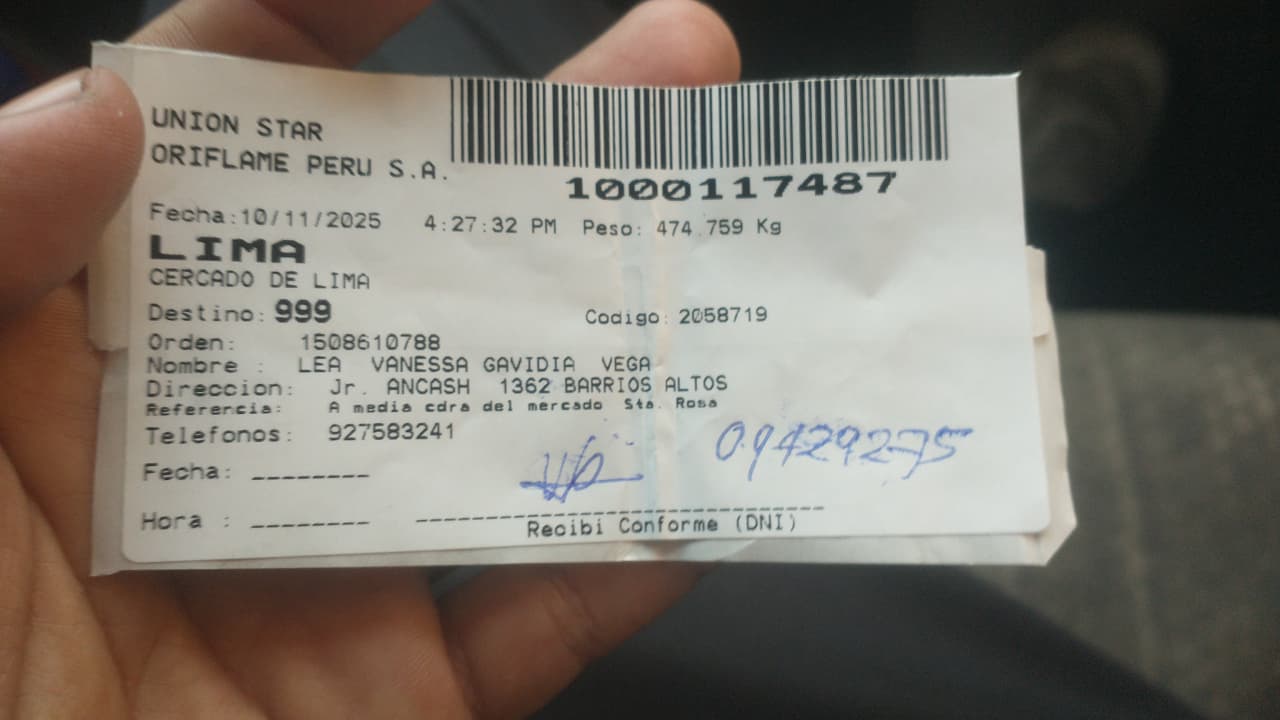 UNION STAR
ORIFLAME PERU S.A.
1000117487
Fecha:10/11/2025 4:27:32 PM Peso: 474.759 Kg
LIMA
CERCADO DE LIMA
Destino: 999 Codigo: 2058719
Orden: 1508610788
Nombre : LEA VANESSA GAVIDIA VEGA
Direccion: Jr. ANCASH 1362 BARRIOS ALTOS
Referencia: A media cdra del mercado Sta. Rosa
Telefonos: 927583241
09429275
Fecha: --------
Hora : --------
Recibi Conforme (DNI)